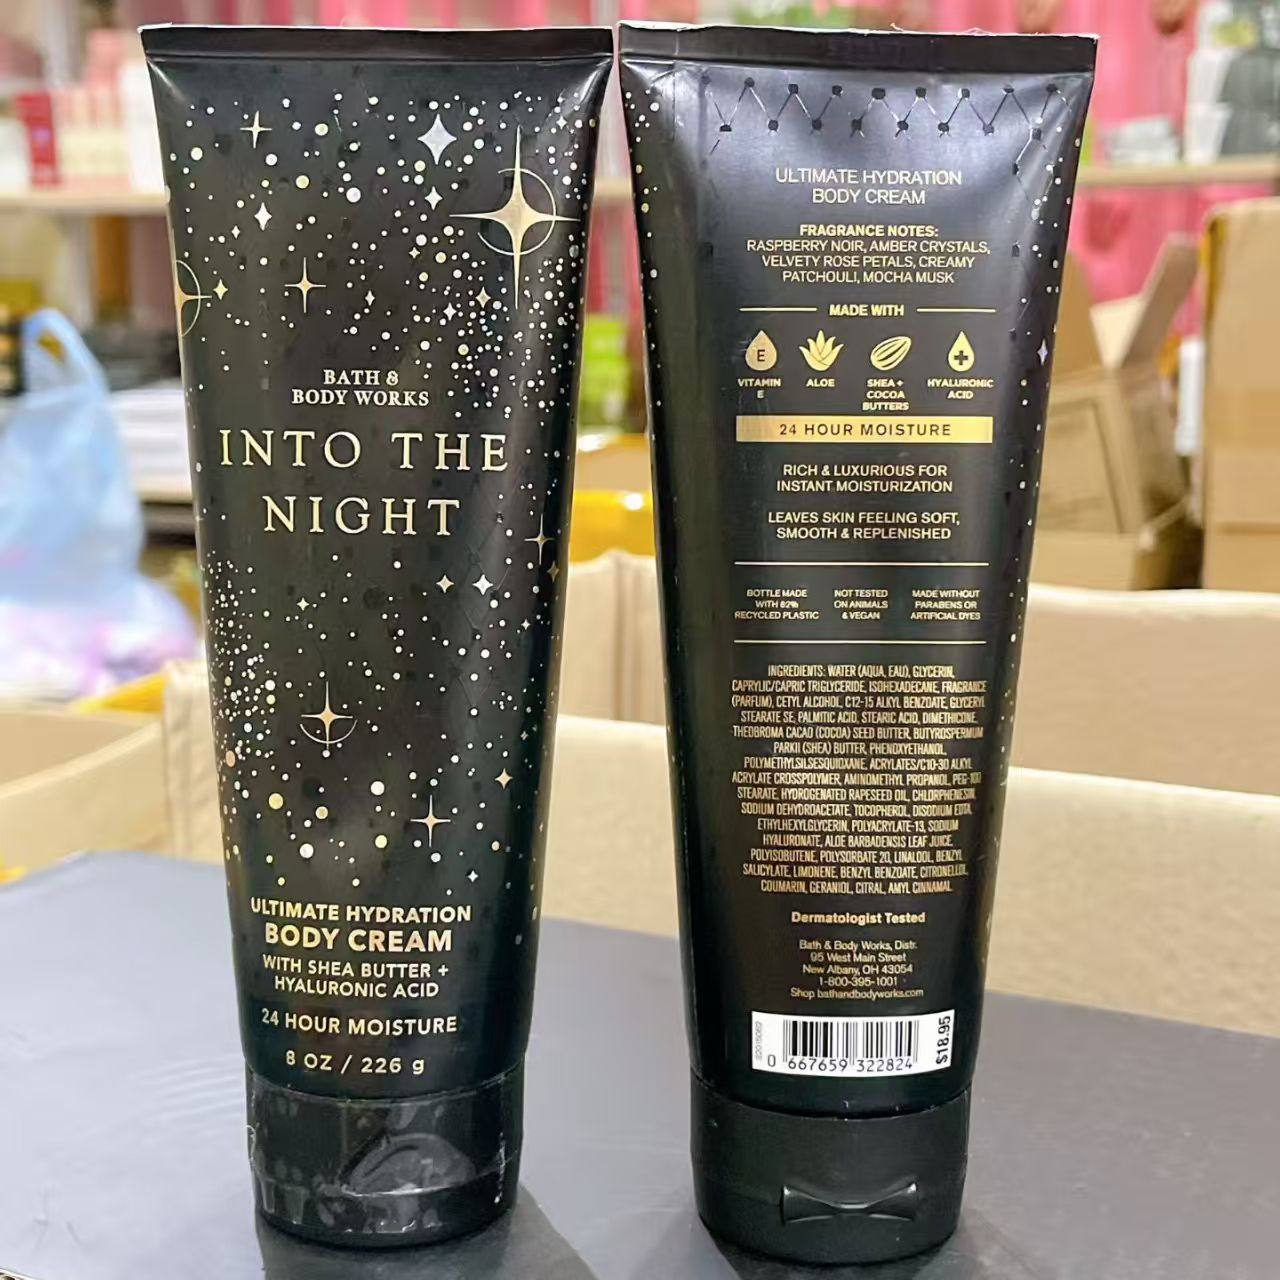 BATH &
BODY WORKS
INTO THE
NIGHT
ULTIMATE HYDRATION
BODY CREAM
WITH SHEA BUTTER +
HYALURONIC ACID
24 HOUR MOISTURE
8 OZ / 226 g
ULTIMATE HYDRATION
BODY CREAM
FRAGRANCE NOTES:
RASPBERRY NOIR, AMBER CRYSTALS,
VELVETY ROSE PETALS, CREAMY
PATCHOULI, MOCHA MUSK
MADE WITH
E
VITAMIN
E
ALOE
SHEA +
COCOA
BUTTERS
HYALURONIC
ACID
24 HOUR MOISTURE
RICH & LUXURIOUS FOR
INSTANT MOISTURIZATION
LEAVES SKIN FEELING SOFT,
SMOOTH & REPLENISHED
BOTTLE MADE
WITH 82%
RECYCLED PLASTIC
NOT TESTED
ON ANIMALS
& VEGAN
MADE WITHOUT
PARABENS OR
ARTIFICIAL DYES
INGREDIENTS: WATER (AQUA, EAU), GLYCERIN,
CAPRYLIC/CAPRIC TRIGLYCERIDE, ISOHEXADECANE, FRAGRANCE
(PARFUM), CETYL ALCOHOL, C12-15 ALKYL BENZOATE, GLYCERYL
STEARATE SE, PALMITIC ACID, STEARIC ACID, DIMETHICONE,
THEOBROMA CACAO (COCOA) SEED BUTTER, BUTYROSPERMUM
PARKII (SHEA) BUTTER, PHENOXYETHANOL,
POLYMETHYLSILSESQUIOXANE, ACRYLATES/C10-30 ALKYL
ACRYLATE CROSSPOLYMER, AMINOMETHYL PROPANOL, PEG-100
STEARATE, HYDROGENATED RAPESEED OIL, CHLORPHENESIN,
SODIUM DEHYDROACETATE, TOCOPHEROL, DISODIUM EDTA,
ETHYLHEXYLGLYCERIN, POLYACRYLATE-13, SODIUM
HYALURONATE, ALOE BARBADENSIS LEAF JUICE,
POLYISOBUTENE, POLYSORBATE 20, LINALOOL, BENZYL
SALICYLATE, LIMONENE, BENZYL BENZOATE, CITRONELLOL,
COUMARIN, GERANIOL, CITRAL, AMYL CINNAMAL
Dermatologist Tested
Bath & Body Works, Distr.
95 West Main Street
New Albany, OH 43054
1-800-395-1001
Shop bathandbodyworks.com
0 667659 322824
$18.95